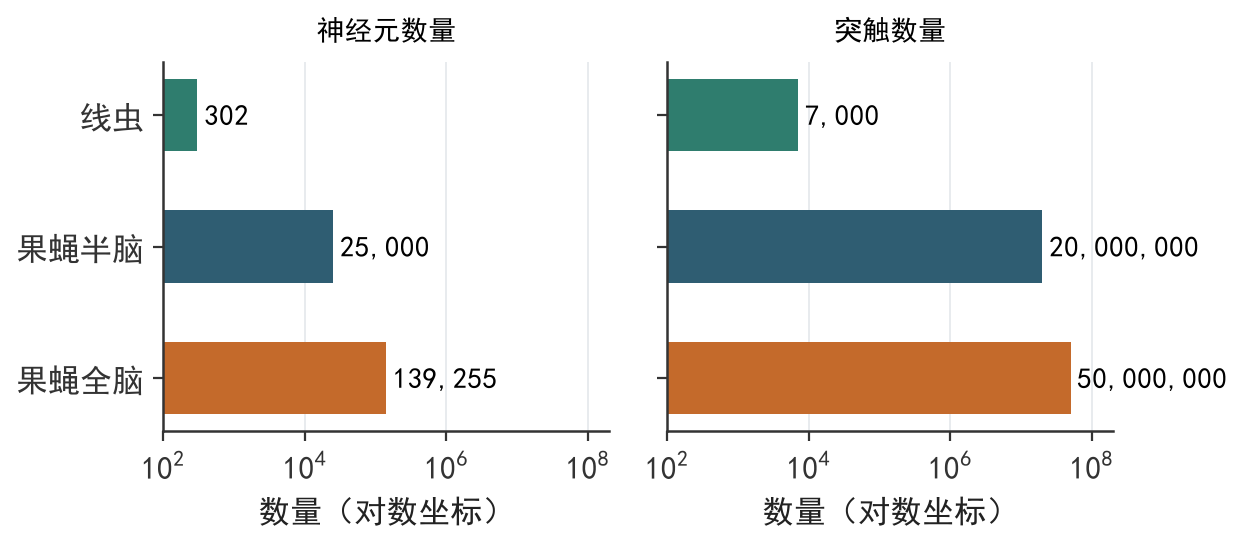 神经元数量
线虫
302
果蝇半脑
25,000
果蝇全脑
139,255
10²
10⁴
10⁶
10⁸
数量（对数坐标）
突触数量
7,000
20,000,000
50,000,000
10²
10⁴
10⁶
10⁸
数量（对数坐标）